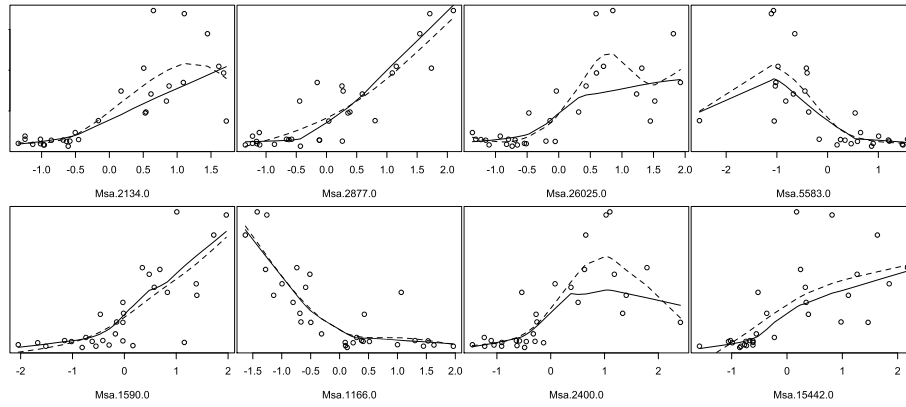 -1.0 -0.5 0.0 0.5 1.0 1.5
Msa.2134.0
-1.0 -0.5 0.0 0.5 1.0 1.5 2.0
Msa.2877.0
-1.0 -0.5 0.0 0.5 1.0 1.5
Msa.26025.0
-2 -1 0 1
Msa.5583.0
-2 -1 0 1 2
Msa.1590.0
-1.5 -1.0 -0.5 0.0 0.5 1.0 1.5 2.0
Msa.1166.0
-1 0 1 2
Msa.2400.0
-1 0 1 2
Msa.15442.0